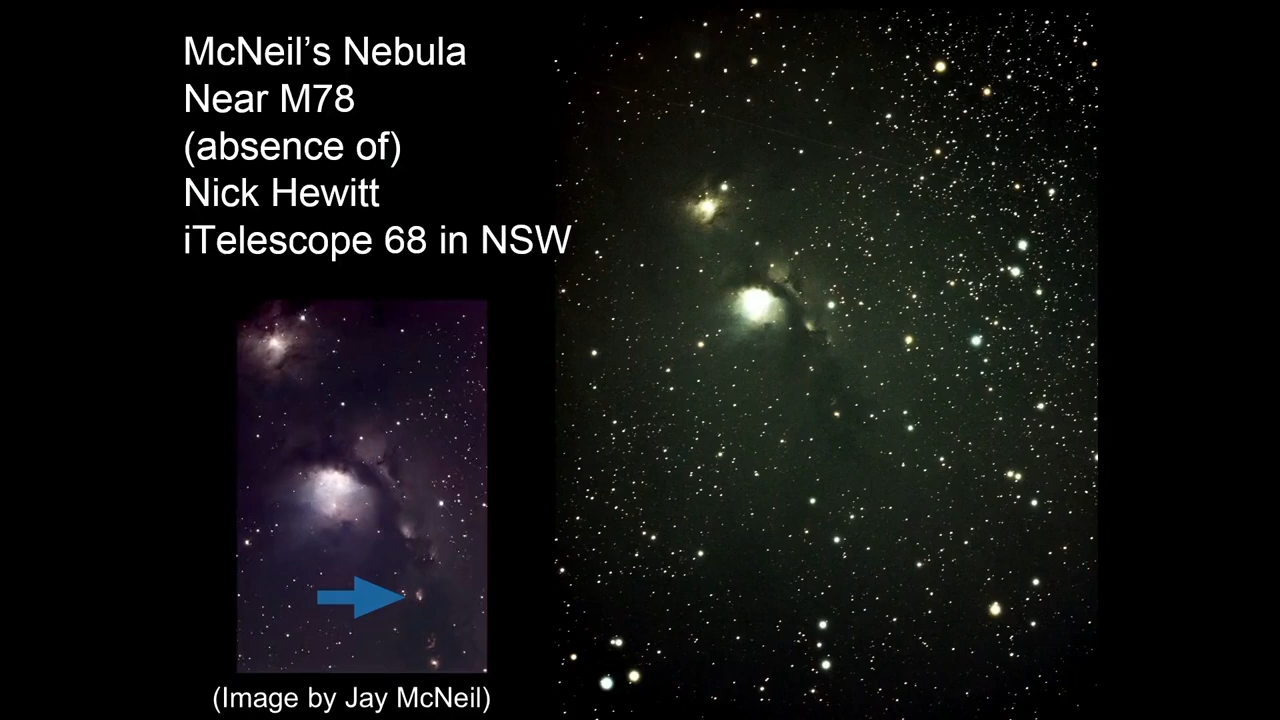 McNeil’s Nebula
Near M78
(absence of)
Nick Hewitt
iTelescope 68 in NSW
(Image by Jay McNeil)